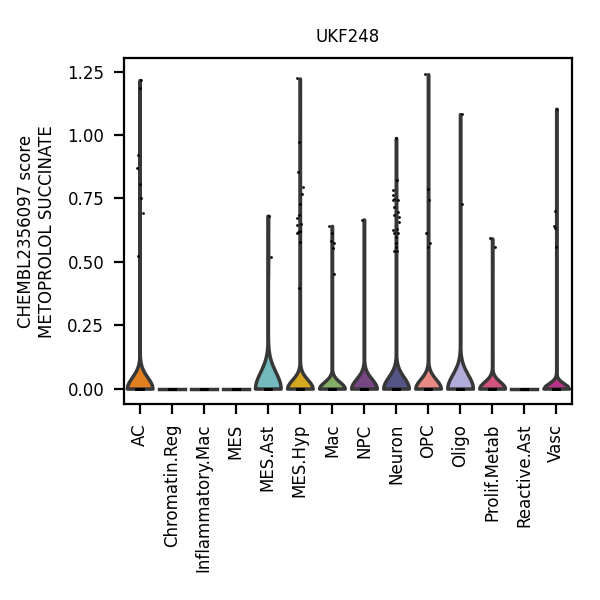 UKF248
CHEMBL2356097 score
METOPROLOL SUCCINATE
1.25
1.00
0.75
0.50
0.25
0.00
AC
Chromatin.Reg
Inflammatory.Mac
MES
MES.Ast
MES.Hyp
Mac
NPC
Neuron
OPC
Oligo
Prolif.Metab
Reactive.Ast
Vasc